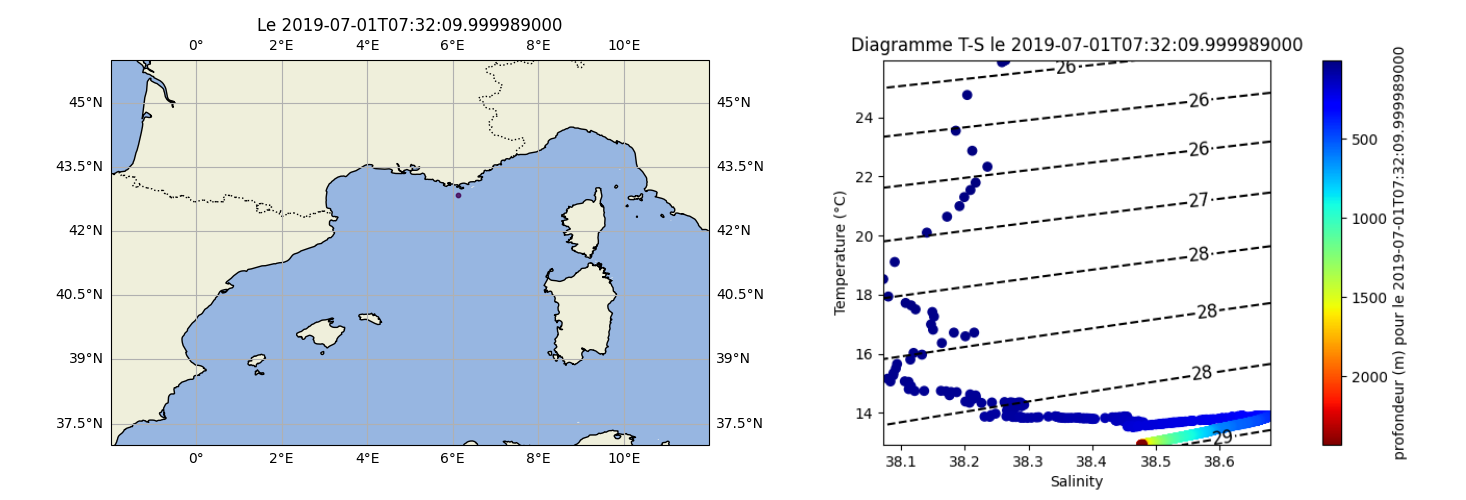 Le 2019-07-01T07:32:09.999989000
0° 2°E 4°E 6°E 8°E 10°E
45°N 45°N
43.5°N 43.5°N
42°N 42°N
40.5°N 40.5°N
39°N 39°N
37.5°N 37.5°N
0° 2°E 4°E 6°E 8°E 10°E
Diagramme T-S le 2019-07-01T07:32:09.999989000
26
26
26
27
28
28
28
29
24
22
20
18
16
14
Temperature (°C)
38.1 38.2 38.3 38.4 38.5 38.6
Salinity
500
1000
1500
2000
profondeur (m) pour le 2019-07-01T07:32:09.999989000